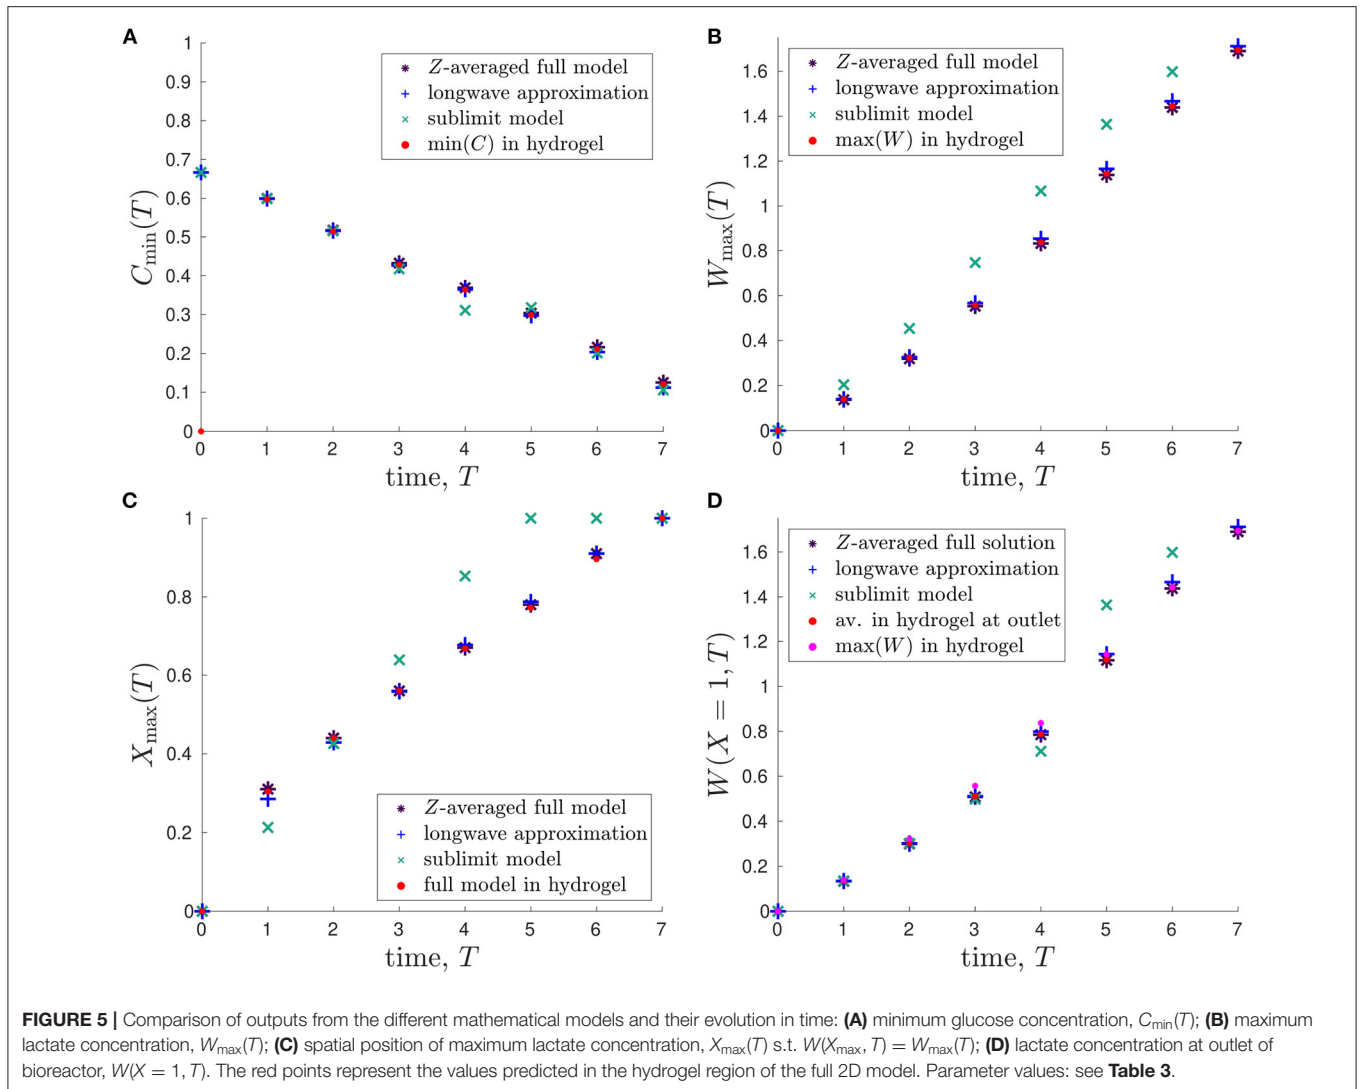 A
1
0.9
0.8
0.7
0.6
0.5
0.4
0.3
0.2
0.1
0
C_min(T)
Z-averaged full model
longwave approximation
sublimit model
min(C) in hydrogel
0 1 2 3 4 5 6 7
time, T
B
1.6
1.4
1.2
1
0.8
0.6
0.4
0.2
0
W_max(T)
Z-averaged full model
longwave approximation
sublimit model
max(W) in hydrogel
0 1 2 3 4 5 6 7
time, T
C
1
0.8
0.6
0.4
0.2
0
X_max(T)
Z-averaged full model
longwave approximation
sublimit model
full model in hydrogel
0 1 2 3 4 5 6 7
time, T
D
1.6
1.4
1.2
1
0.8
0.6
0.4
0.2
0
W(X = 1, T)
Z-averaged full solution
longwave approximation
sublimit model
av. in hydrogel at outlet
max(W) in hydrogel
0 1 2 3 4 5 6 7
time, T
FIGURE 5 | Comparison of outputs from the different mathematical models and their evolution in time: (A) minimum glucose concentration, C_min(T); (B) maximum
lactate concentration, W_max(T); (C) spatial position of maximum lactate concentration, X_max(T) s.t. W(X_max, T) = W_max(T); (D) lactate concentration at outlet of
bioreactor, W(X = 1, T). The red points represent the values predicted in the hydrogel region of the full 2D model. Parameter values: see Table 3.